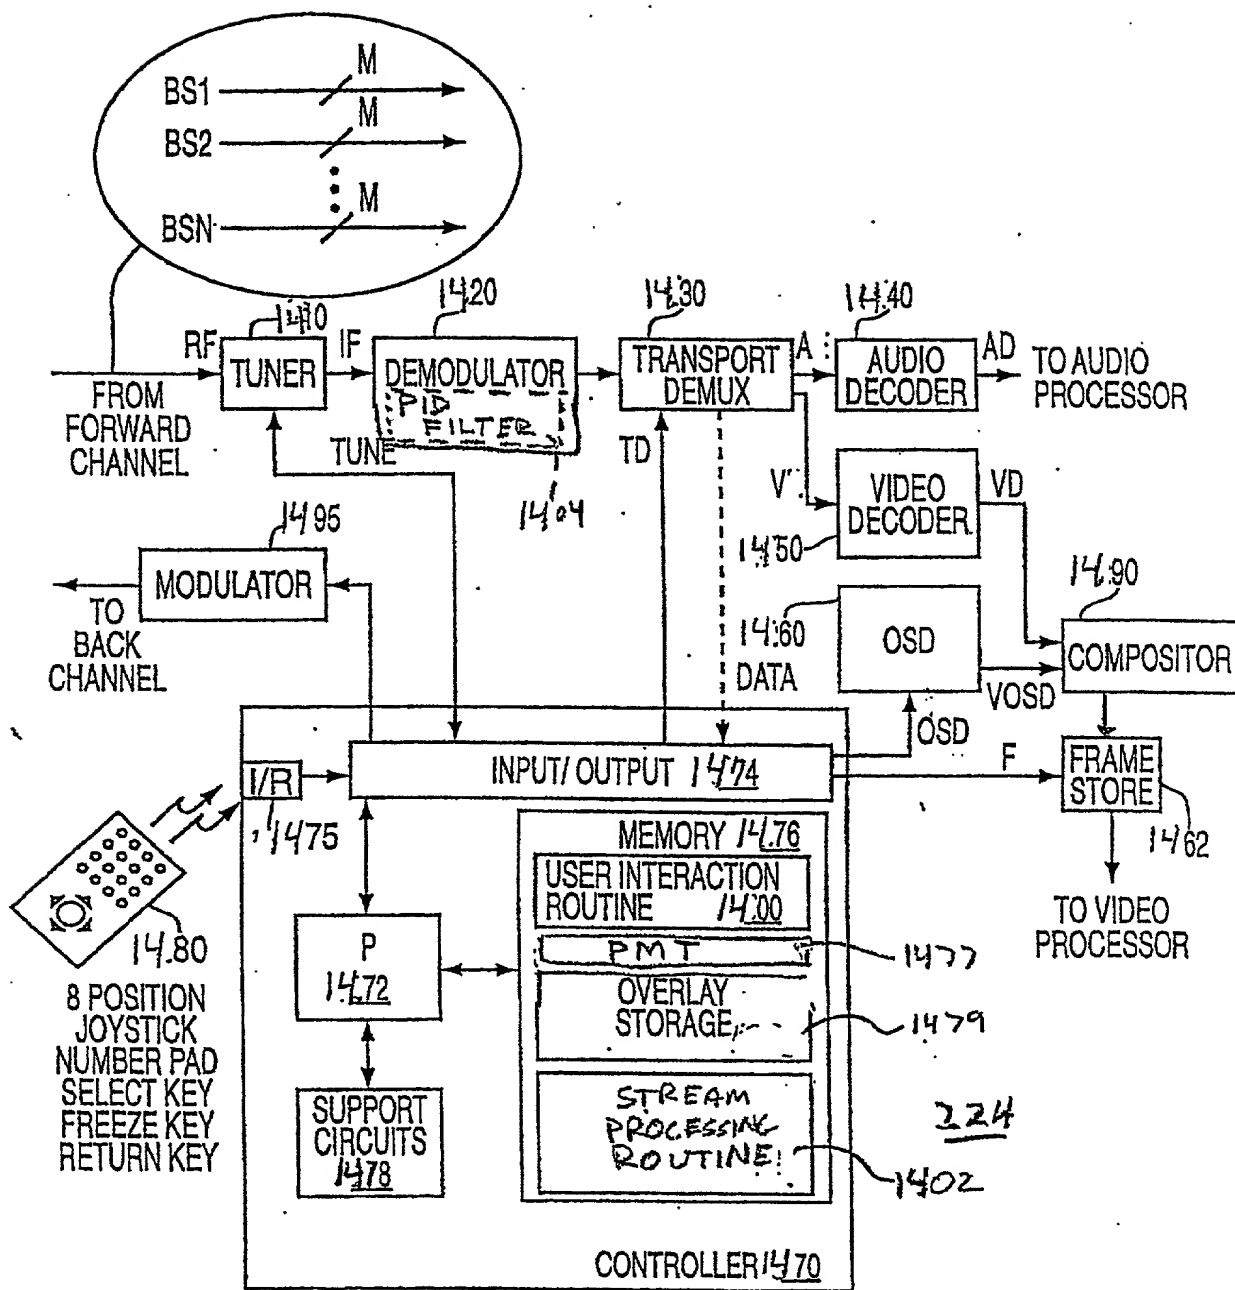 BS1
M
BS2
M
BSN
M
RF
1410
TUNER
IF
1420
DEMODULATOR
PID
FILTER
1404
1430
TRANSPORT
DEMUX
A
1440
AUDIO
DECODER
AD
TO AUDIO
PROCESSOR
FROM
FORWARD
CHANNEL
TUNE
TD
V
VIDEO
DECODER
1450
VD
1495
MODULATOR
TO
BACK
CHANNEL
1460
OSD
1490
COMPOSITOR
DATA
VOSD
OSD
F
FRAME
STORE
1462
TO VIDEO
PROCESSOR
I/R
1475
INPUT/OUTPUT 1474
MEMORY 1476
USER INTERACTION
ROUTINE 1400
PMT
1477
OVERLAY
STORAGE
1479
STREAM
PROCESSING
ROUTINE
1402
P
1472
SUPPORT
CIRCUITS
1478
1480
8 POSITION
JOYSTICK
NUMBER PAD
SELECT KEY
FREEZE KEY
RETURN KEY
224
CONTROLLER 1470